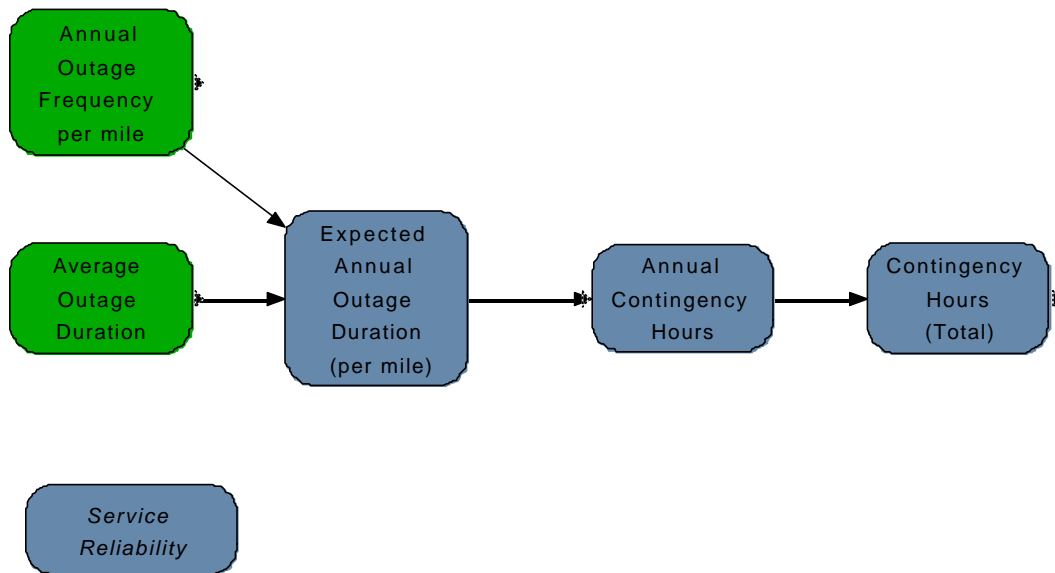 Annual
Outage
Frequency
per mile
Average
Outage
Duration
Expected
Annual
Outage
Duration
(per mile)
Annual
Contingency
Hours
Contingency
Hours
(Total)
Service
Reliability